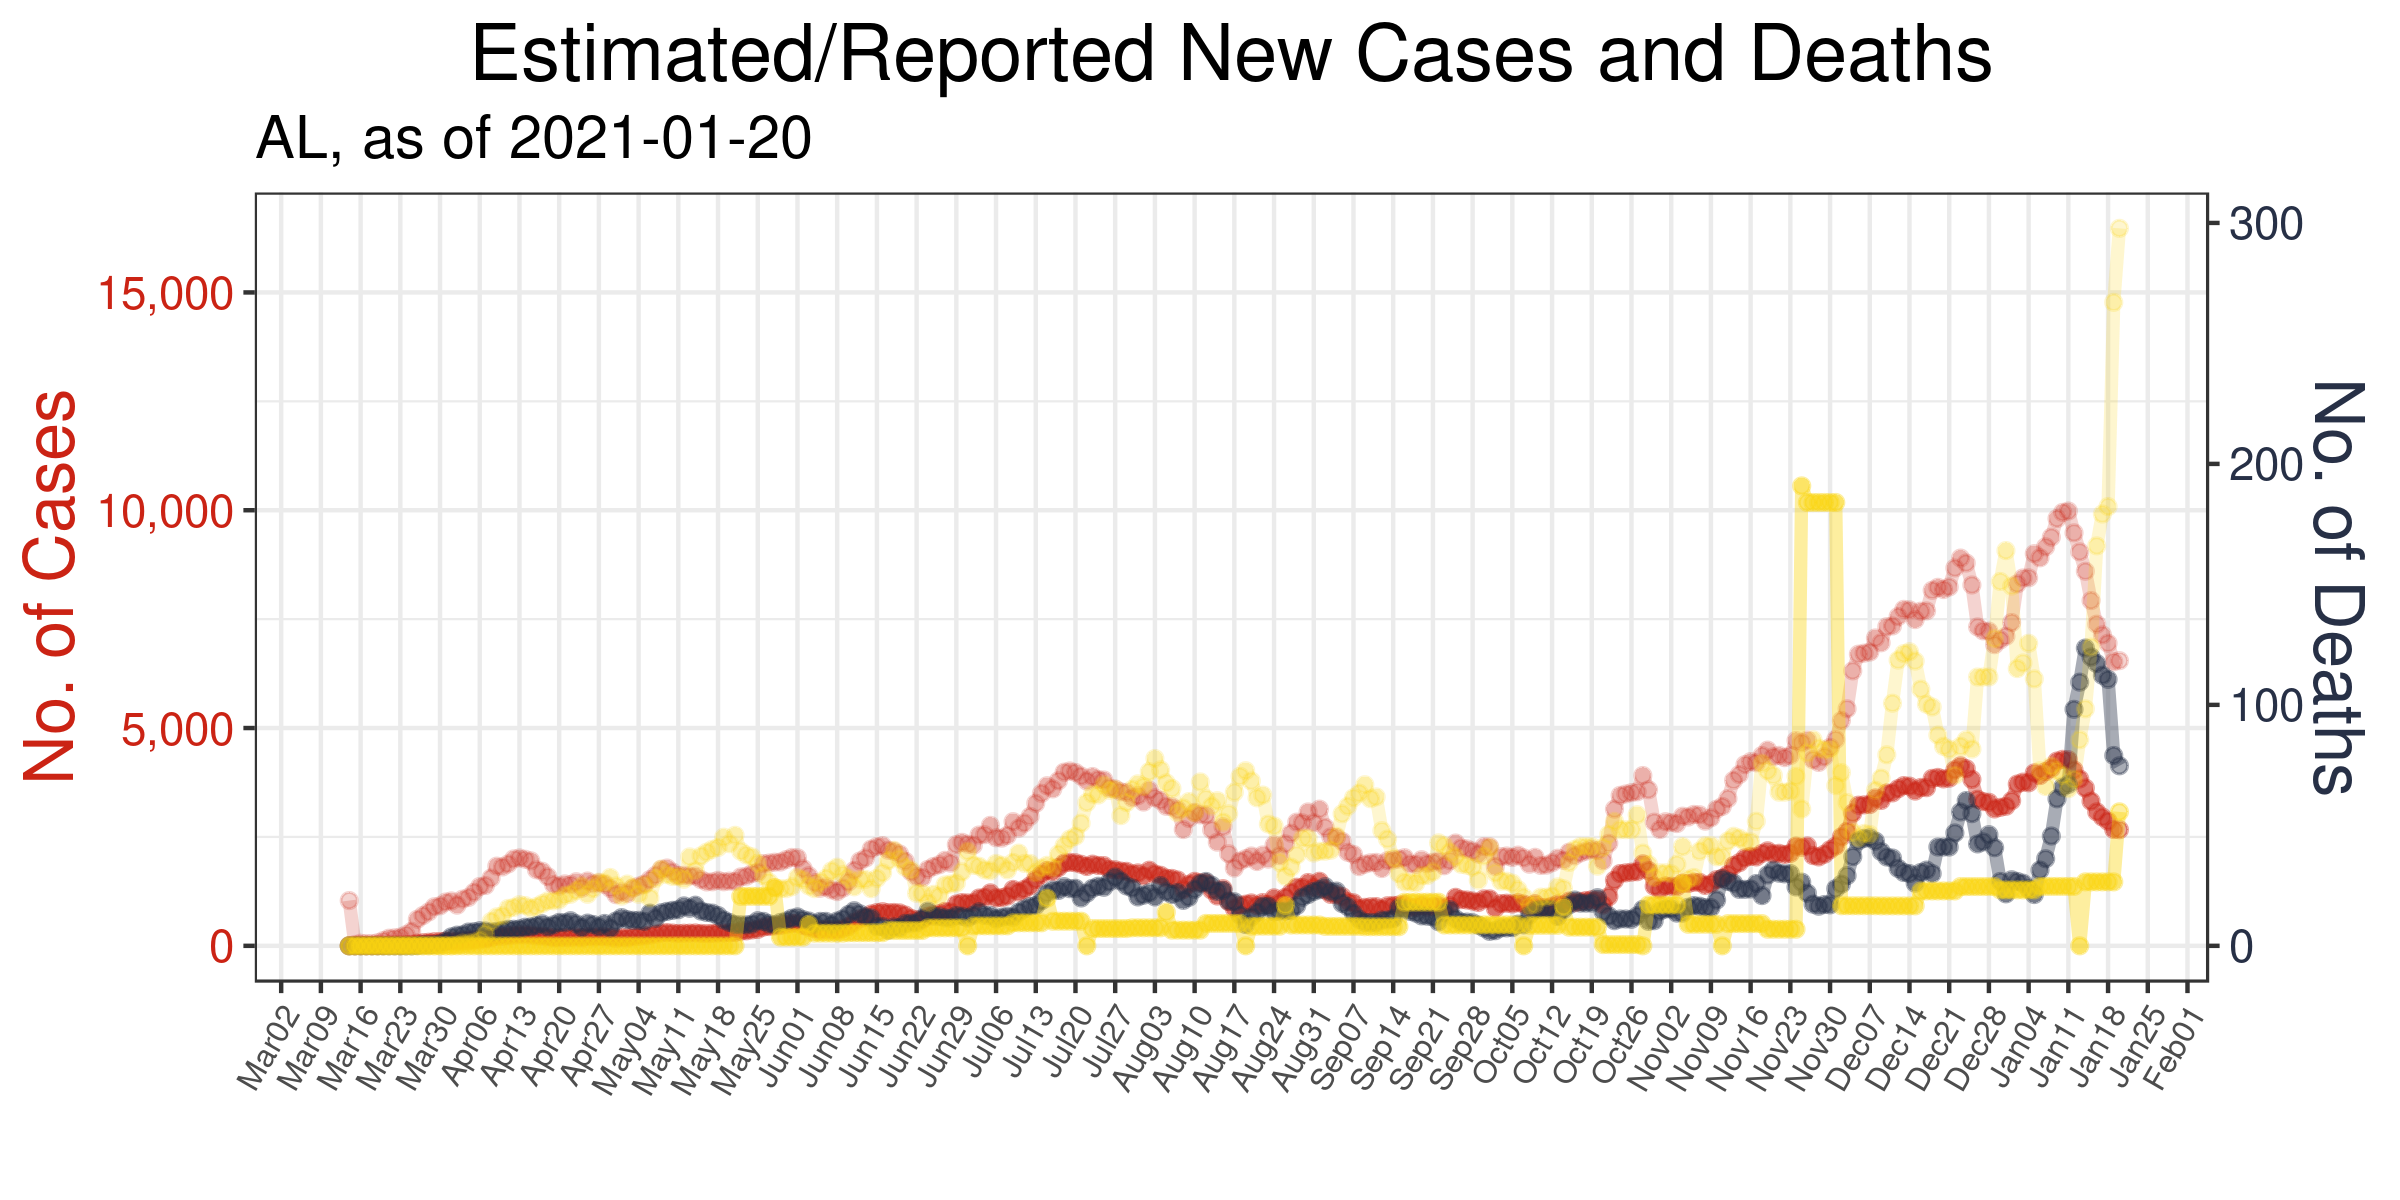 Estimated/Reported New Cases and Deaths
AL, as of 2021-01-20
No. of Cases
15,000
10,000
5,000
0
300
200
100
0
No. of Deaths
Mar02 Mar09 Mar16 Mar23 Mar30 Apr06 Apr13 Apr20 Apr27 May04 May11 May18 May25 Jun01 Jun08 Jun15 Jun22 Jun29 Jul06 Jul13 Jul20 Jul27 Aug03 Aug10 Aug17 Aug24 Aug31 Sep07 Sep14 Sep21 Sep28 Oct05 Oct12 Oct19 Oct26 Nov02 Nov09 Nov16 Nov23 Nov30 Dec07 Dec14 Dec21 Dec28 Jan04 Jan11 Jan18 Jan25 Feb01